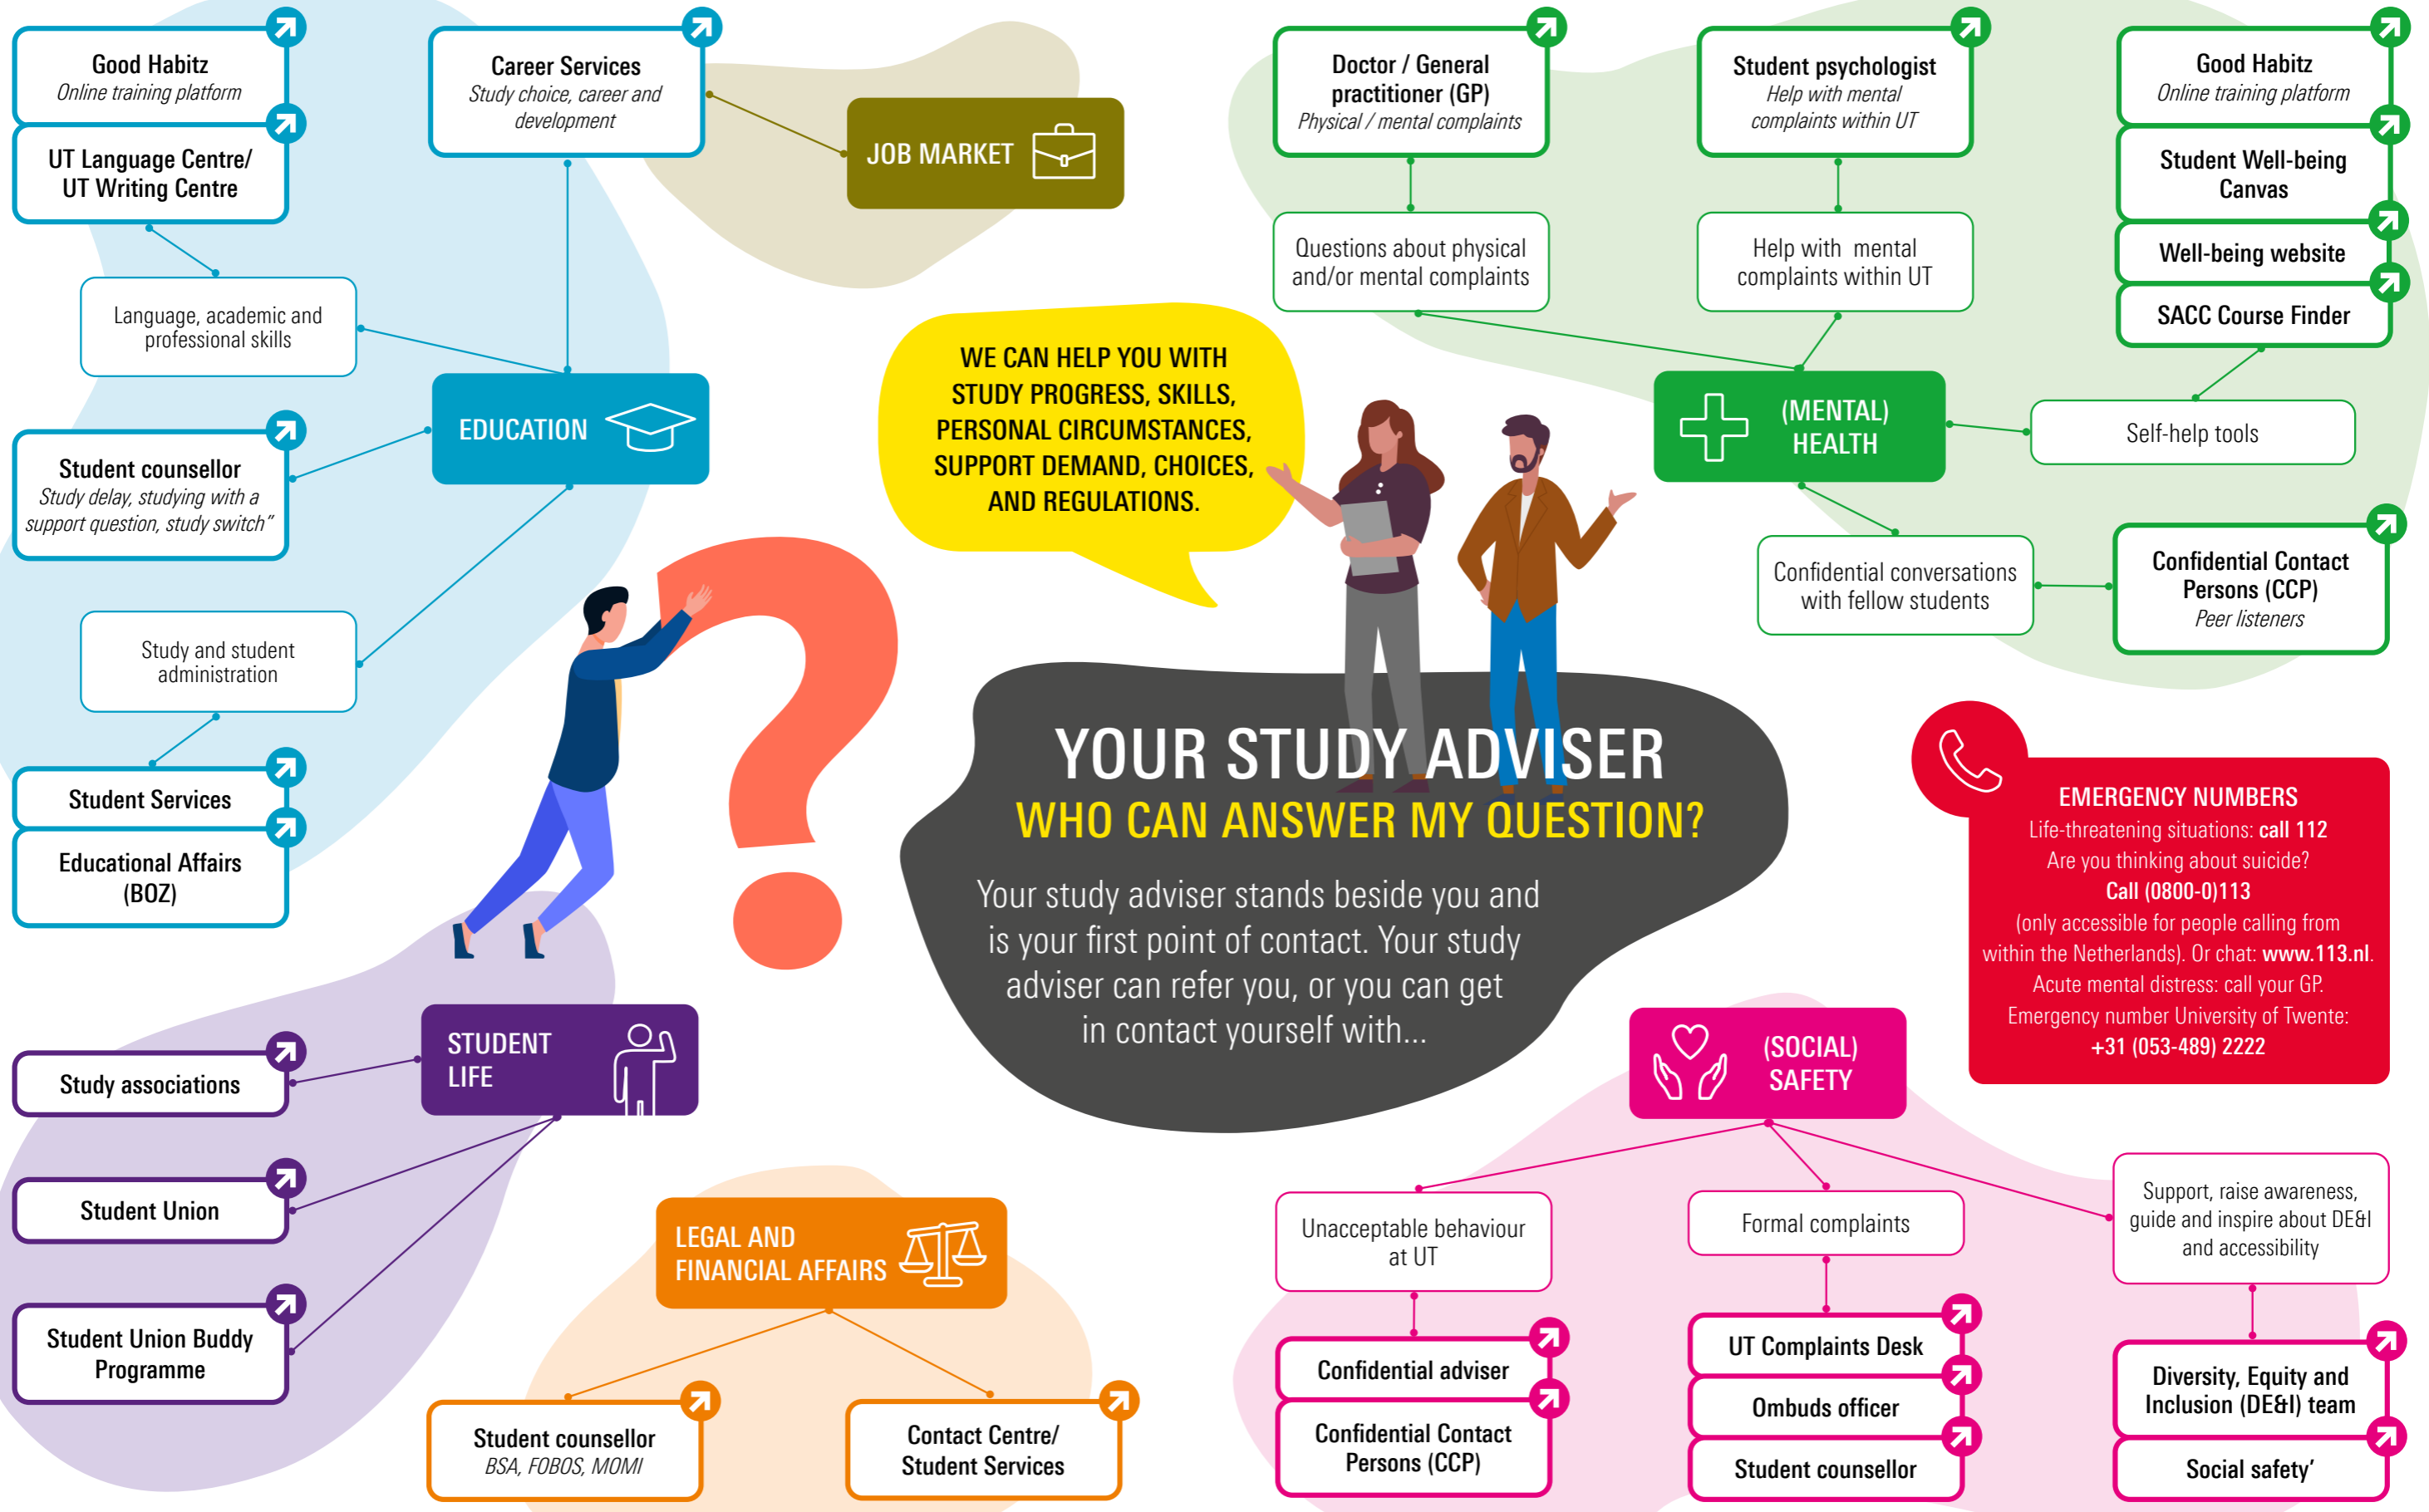 Good Habitz
Online training platform
UT Language Centre/
UT Writing Centre
Language, academic and
professional skills
Career Services
Study choice, career and
development
JOB MARKET
EDUCATION
Student counsellor
Study delay, studying with a
support question, study switch”
Study and student
administration
Student Services
Educational Affairs
(BOZ)
WE CAN HELP YOU WITH
STUDY PROGRESS, SKILLS,
PERSONAL CIRCUMSTANCES,
SUPPORT DEMAND, CHOICES,
AND REGULATIONS.
Doctor / General
practitioner (GP)
Physical / mental complaints
Questions about physical
and/or mental complaints
Student psychologist
Help with mental
complaints within UT
Help with mental
complaints within UT
Good Habitz
Online training platform
Student Well-being
Canvas
Well-being website
SACC Course Finder
(MENTAL)
HEALTH
Self-help tools
Confidential conversations
with fellow students
Confidential Contact
Persons (CCP)
Peer listeners
YOUR STUDY ADVISER
WHO CAN ANSWER MY QUESTION?
Your study adviser stands beside you and
is your first point of contact. Your study
adviser can refer you, or you can get
in contact yourself with...
EMERGENCY NUMBERS
Life-threatening situations: call 112
Are you thinking about suicide?
Call (0800-0)113
(only accessible for people calling from
within the Netherlands). Or chat: www.113.nl.
Acute mental distress: call your GP.
Emergency number University of Twente:
+31 (053-489) 2222
STUDENT
LIFE
Study associations
Student Union
Student Union Buddy
Programme
LEGAL AND
FINANCIAL AFFAIRS
Student counsellor
BSA, FOBOS, MOMI
Contact Centre/
Student Services
(SOCIAL)
SAFETY
Unacceptable behaviour
at UT
Confidential adviser
Confidential Contact
Persons (CCP)
Formal complaints
UT Complaints Desk
Ombuds officer
Student counsellor
Support, raise awareness,
guide and inspire about DE&I
and accessibility
Diversity, Equity and
Inclusion (DE&I) team
Social safety’